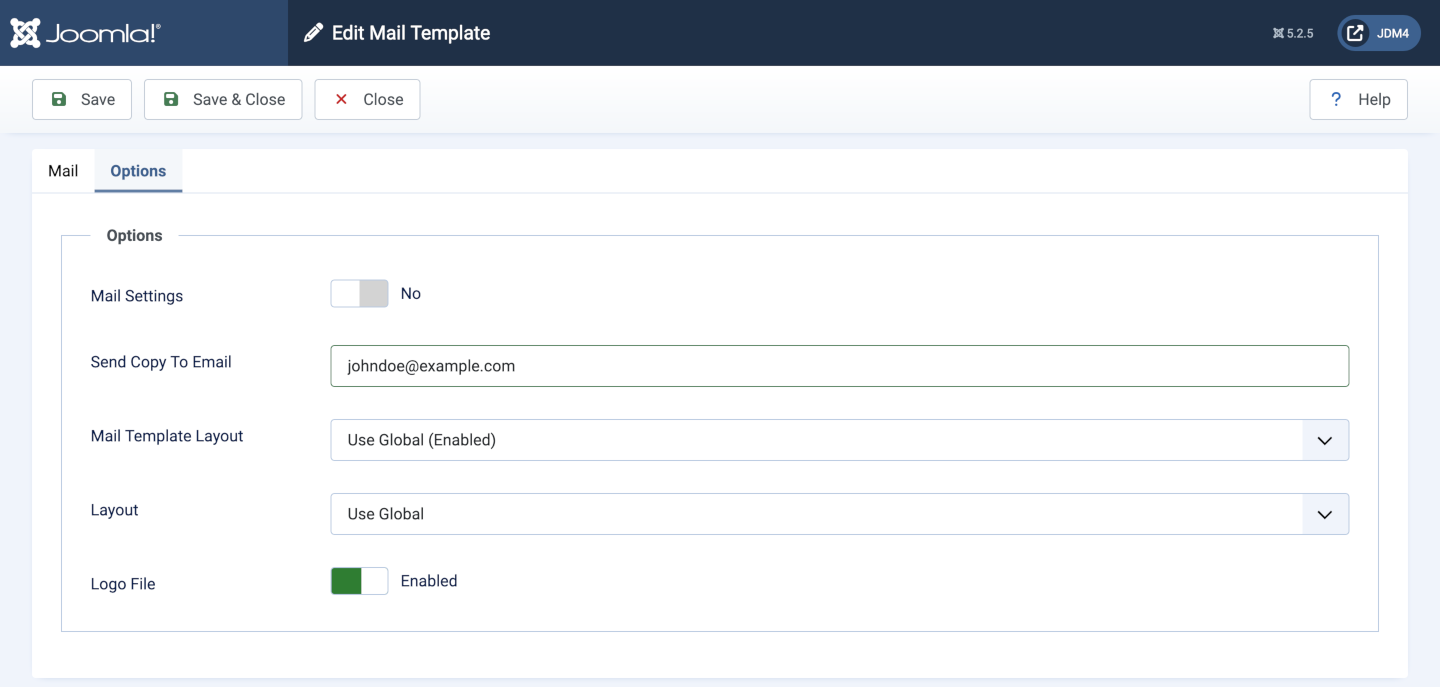 Joomla!®
Edit Mail Template
5.2.5
JDM4
Save
Save & Close
Close
? Help
Mail
Options
Options
Mail Settings
No
Send Copy To Email
johndoe@example.com
Mail Template Layout
Use Global (Enabled)
Layout
Use Global
Logo File
Enabled